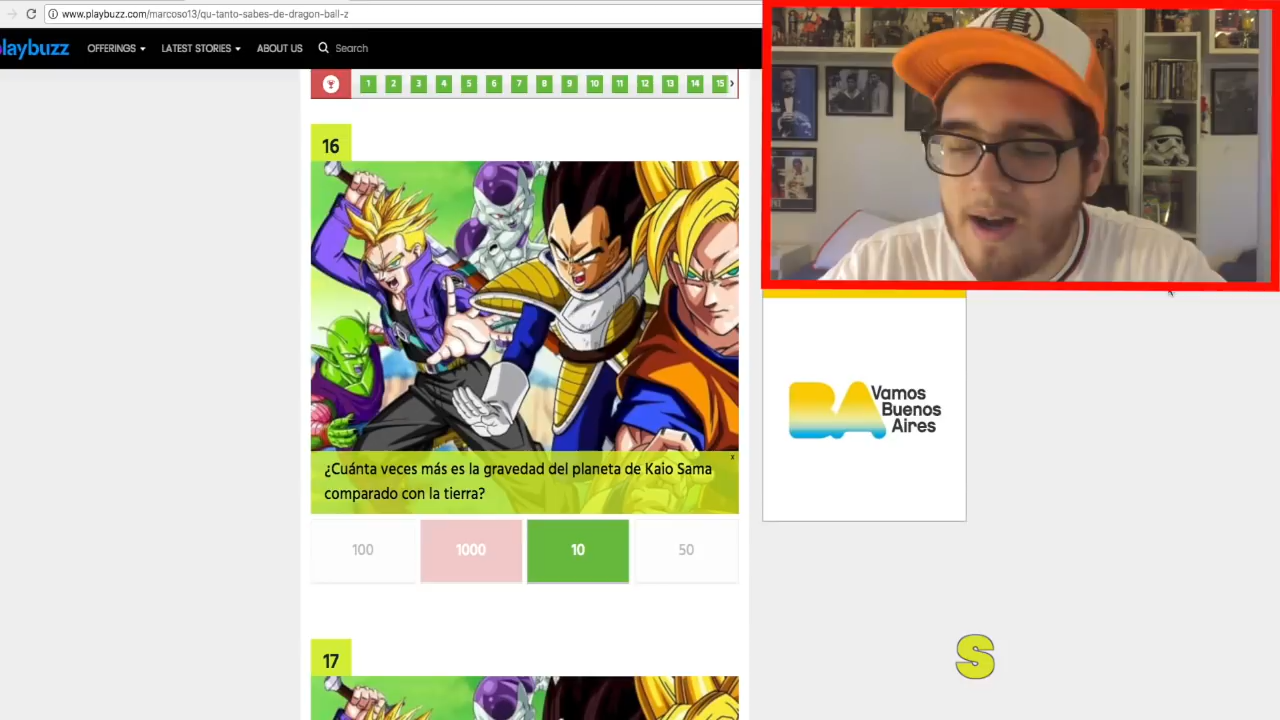 www.playbuzz.com/marcoso13/qu-tanto-sabes-de-dragon-ball-z
laybuzz
OFFERINGS
LATEST STORIES
ABOUT US
Search
1 2 3 4 5 6 7 8 9 10 11 12 13 14 15
16
x
¿Cuánta veces más es la gravedad del planeta de Kaio Sama
comparado con la tierra?
100
1000
10
50
17
BA
Vamos
Buenos
Aires
S